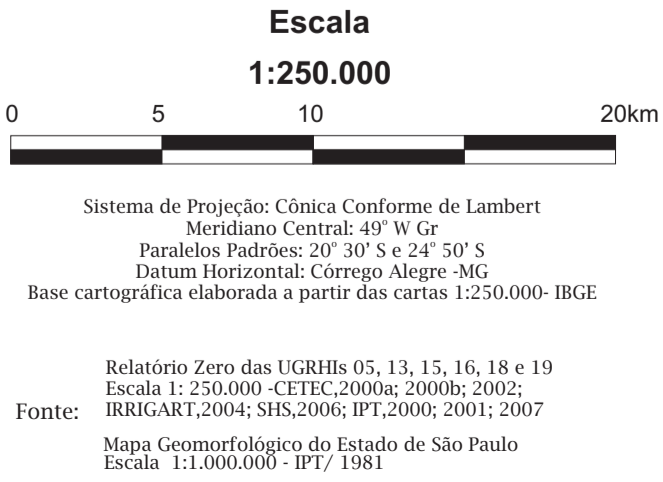 Escala
1:250.000
0 5 10 20km
Sistema de Projeção: Cônica Conforme de Lambert
Meridiano Central: 49° W Gr
Paralelos Padrões: 20° 30’ S e 24° 50’ S
Datum Horizontal: Córrego Alegre -MG
Base cartográfica elaborada a partir das cartas 1:250.000- IBGE
Relatório Zero das UGRHIs 05, 13, 15, 16, 18 e 19
Escala 1: 250.000 -CETEC,2000a; 2000b; 2002;
Fonte: IRRIGART,2004; SHS,2006; IPT,2000; 2001; 2007
Mapa Geomorfológico do Estado de São Paulo
Escala 1:1.000.000 - IPT/ 1981